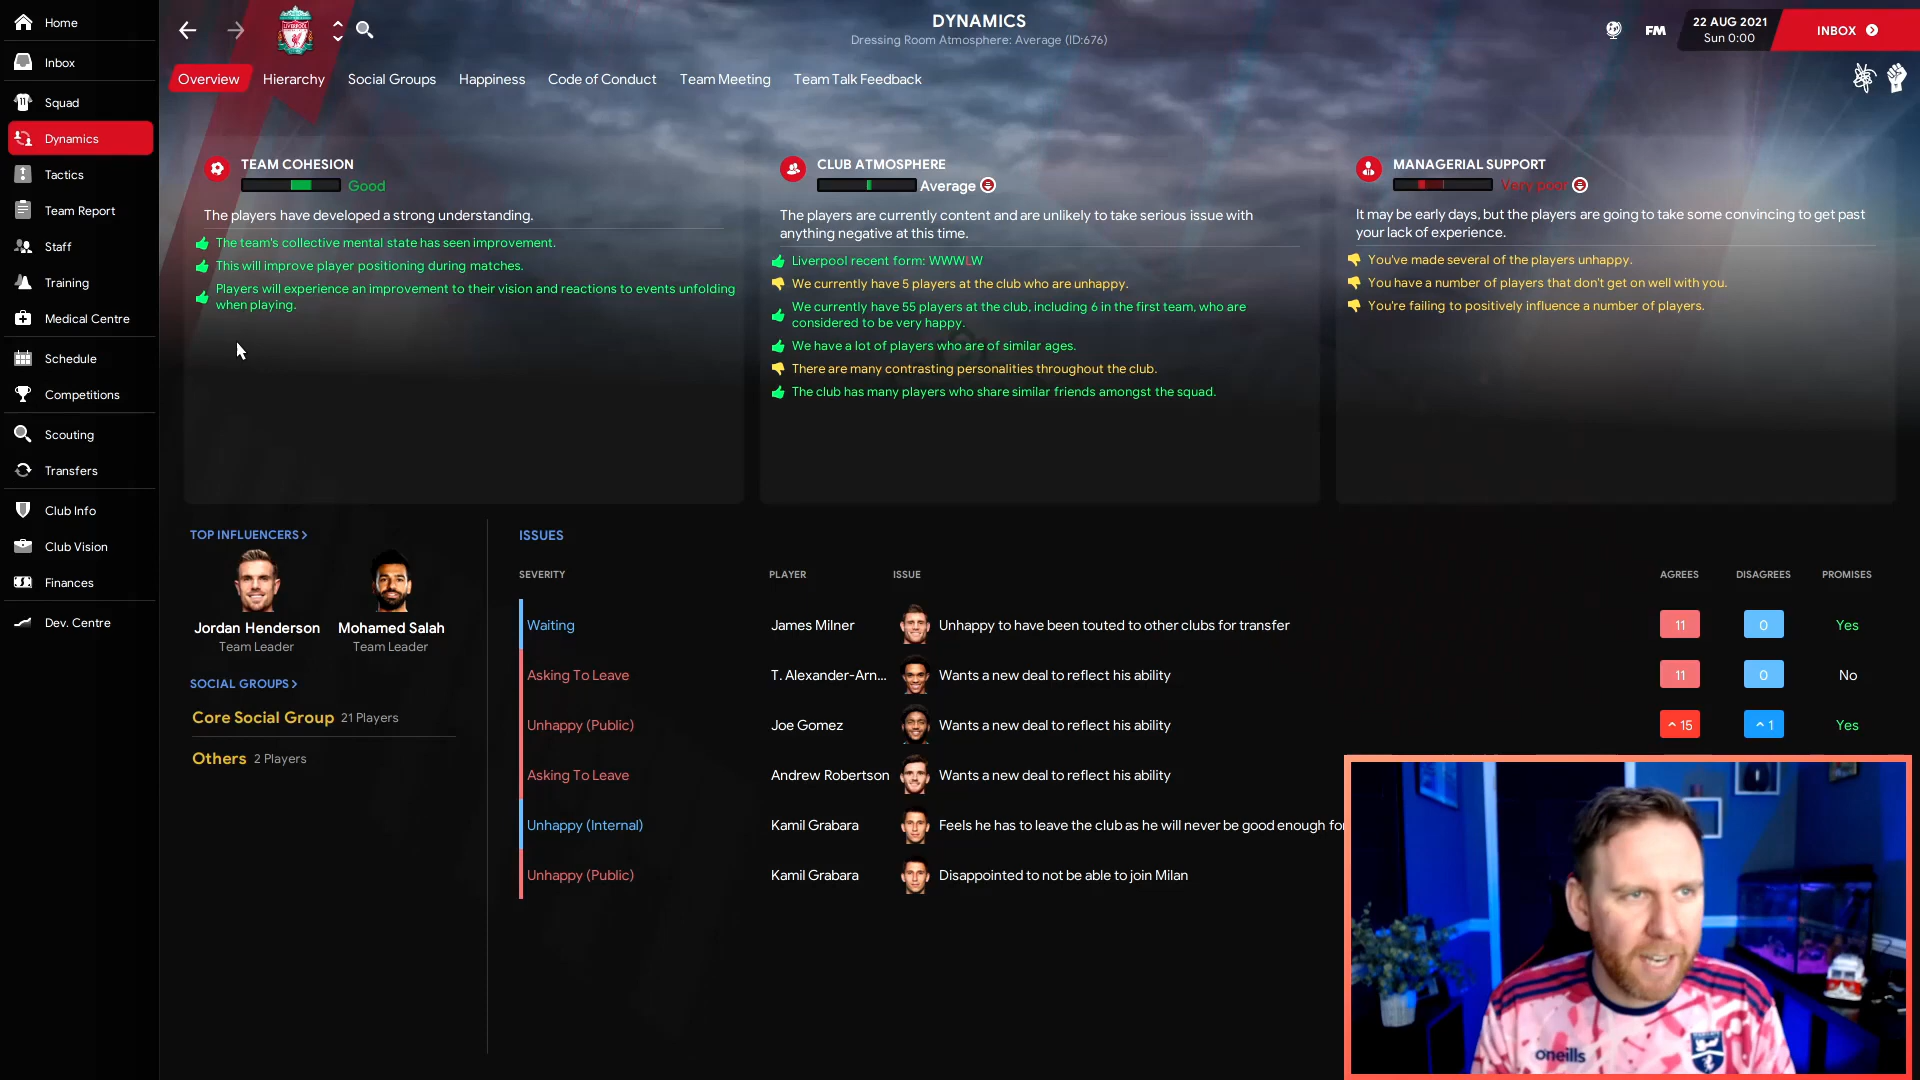 Home
Inbox
Squad
Dynamics
Tactics
Team Report
Staff
Training
Medical Centre
Schedule
Competitions
Scouting
Transfers
Club Info
Club Vision
Finances
Dev. Centre
DYNAMICS
Dressing Room Atmosphere: Average (ID:676)
FM
22 AUG 2021
Sun 0:00
INBOX
Overview Hierarchy Social Groups Happiness Code of Conduct Team Meeting Team Talk Feedback
TEAM COHESION
Good
The players have developed a strong understanding.
The team's collective mental state has seen improvement.
This will improve player positioning during matches.
Players will experience an improvement to their vision and reactions to events unfolding
when playing.
CLUB ATMOSPHERE
Average
The players are currently content and are unlikely to take serious issue with
anything negative at this time.
Liverpool recent form: WWWLW
We currently have 5 players at the club who are unhappy.
We currently have 55 players at the club, including 6 in the first team, who are
considered to be very happy.
We have a lot of players who are of similar ages.
There are many contrasting personalities throughout the club.
The club has many players who share similar friends amongst the squad.
MANAGERIAL SUPPORT
Very poor
It may be early days, but the players are going to take some convincing to get past
your lack of experience.
You've made several of the players unhappy.
You have a number of players that don't get on well with you.
You're failing to positively influence a number of players.
TOP INFLUENCERS >
Jordan Henderson
Team Leader
Mohamed Salah
Team Leader
SOCIAL GROUPS >
Core Social Group 21 Players
Others 2 Players
ISSUES
SEVERITY PLAYER ISSUE AGREES DISAGREES PROMISES
Waiting James Milner Unhappy to have been touted to other clubs for transfer 11 0 Yes
Asking To Leave T. Alexander-Arn... Wants a new deal to reflect his ability 11 0 No
Unhappy (Public) Joe Gomez Wants a new deal to reflect his ability 15 1 Yes
Asking To Leave Andrew Robertson Wants a new deal to reflect his ability
Unhappy (Internal) Kamil Grabara Feels he has to leave the club as he will never be good enough for
Unhappy (Public) Kamil Grabara Disappointed to not be able to join Milan
oneills